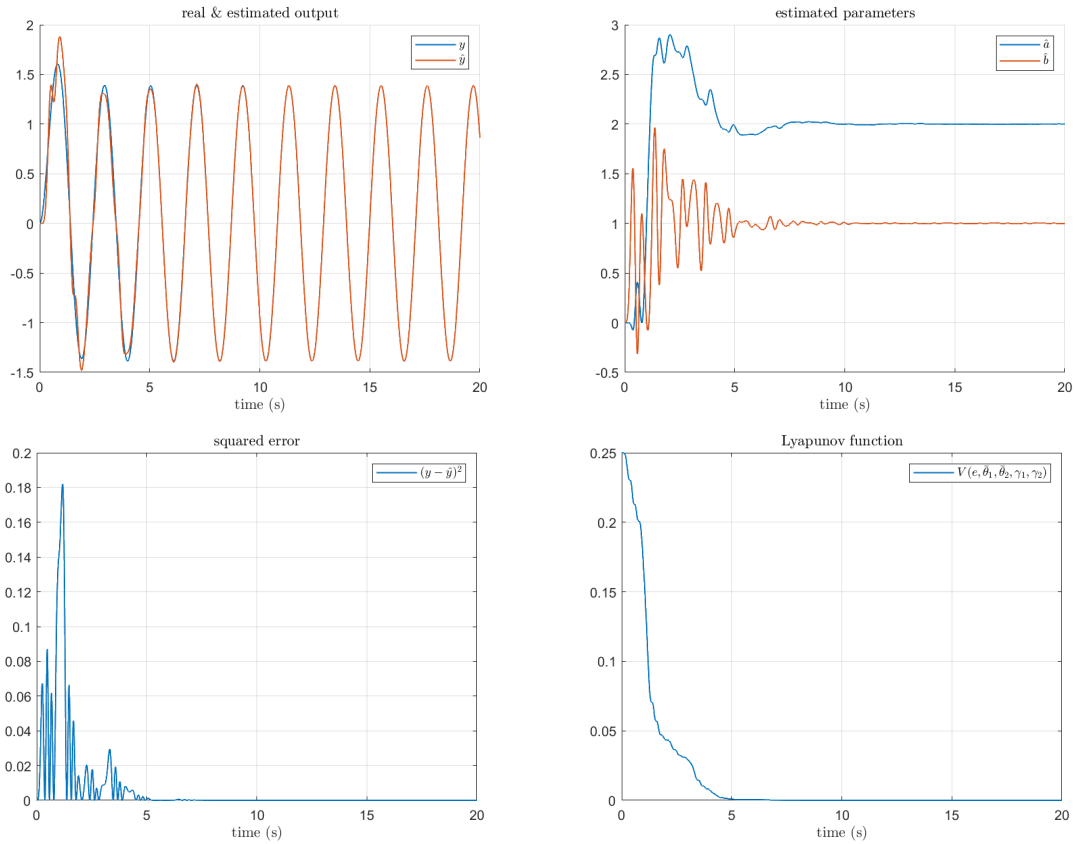 real & estimated output
y
ŷ
2
1.5
1
0.5
0
-0.5
-1
-1.5
0 5 10 15 20
time (s)
estimated parameters
â
b̂
3
2.5
2
1.5
1
0.5
0
-0.5
0 5 10 15 20
time (s)
squared error
(y − ŷ)²
0.2
0.18
0.16
0.14
0.12
0.1
0.08
0.06
0.04
0.02
0
0 5 10 15 20
time (s)
Lyapunov function
V(e, θ̃₁, θ̃₂, γ₁, γ₂)
0.25
0.2
0.15
0.1
0.05
0
0 5 10 15 20
time (s)